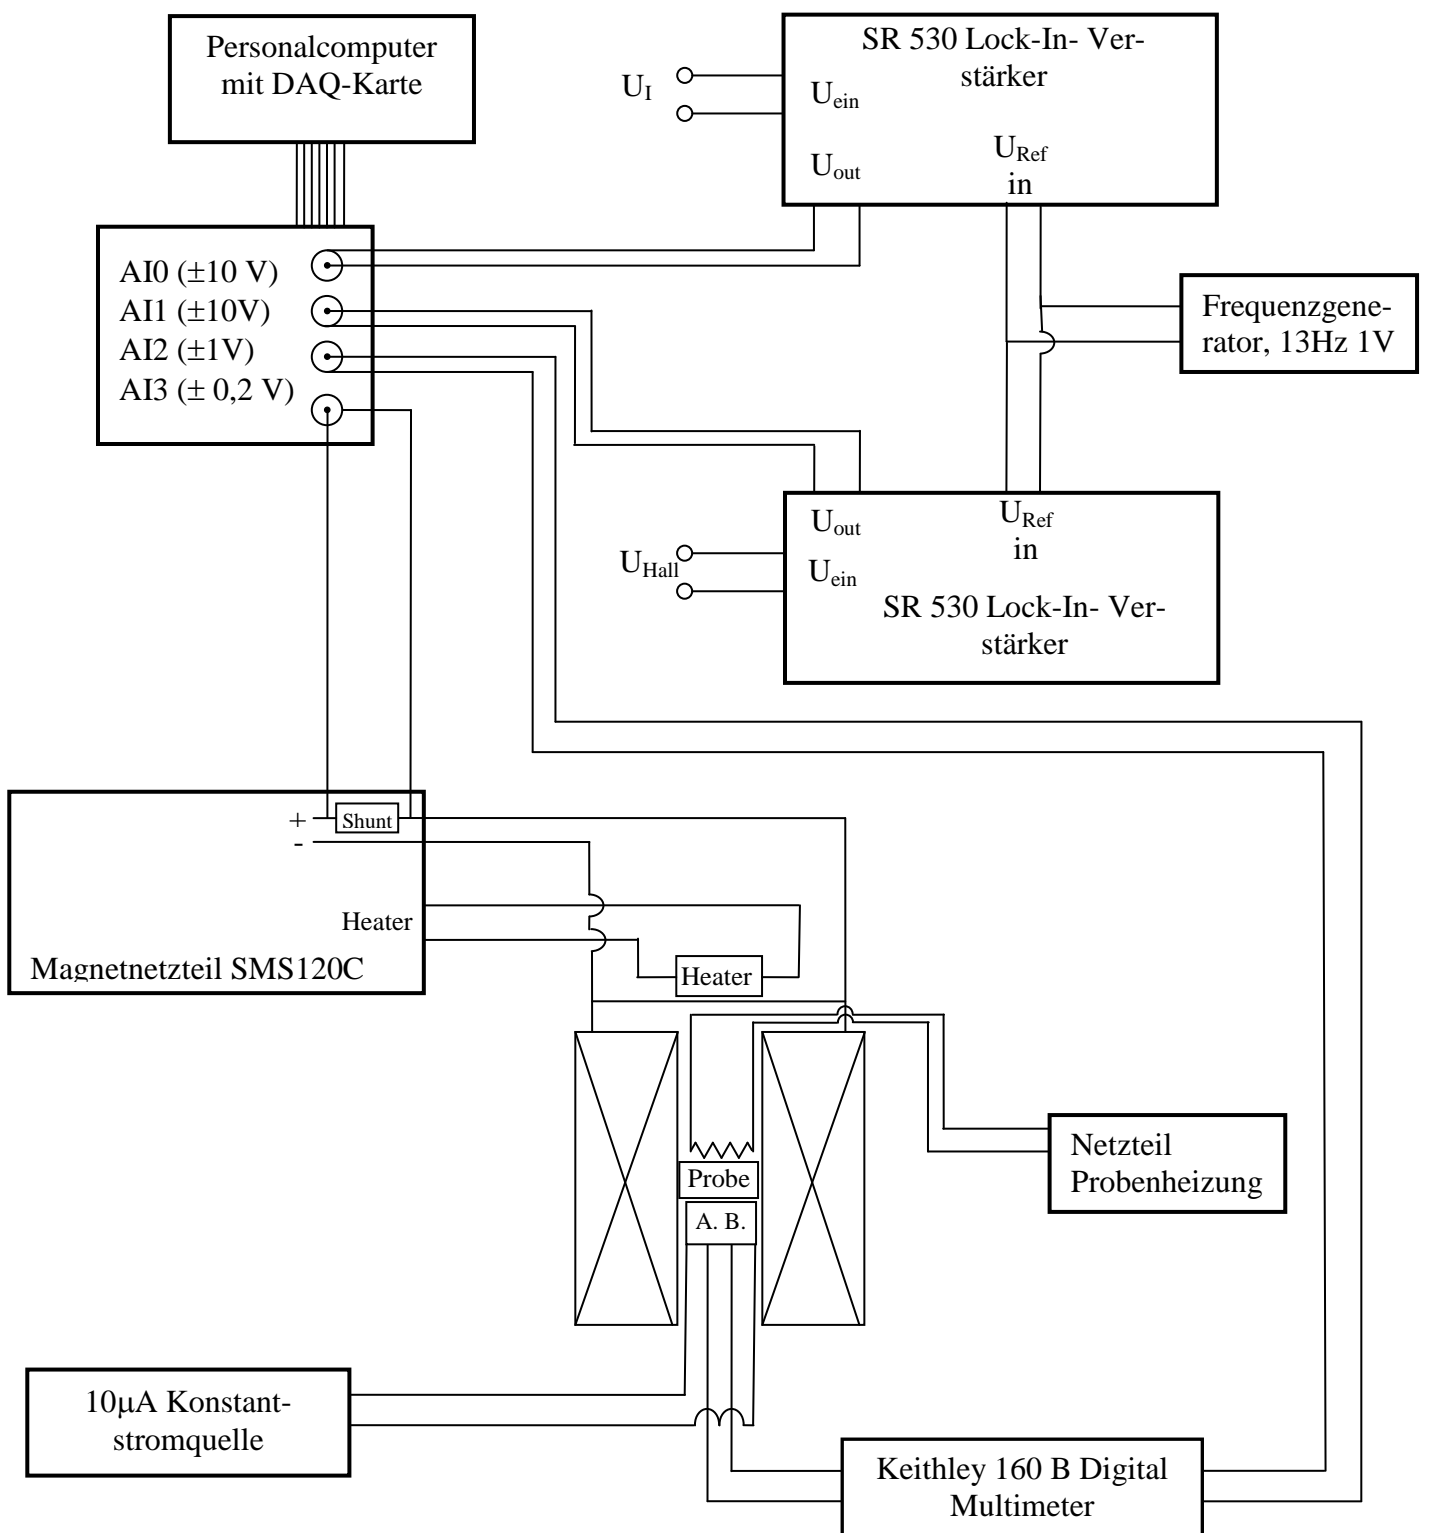 Personalcomputer
mit DAQ-Karte
SR 530 Lock-In- Ver-
stärker
U_I
U_ein
U_out
U_Ref
in
AI0 (±10 V)
AI1 (±10V)
AI2 (±1V)
AI3 (± 0,2 V)
Frequenzgene-
rator, 13Hz 1V
U_out
U_Ref
in
U_Hall
U_ein
SR 530 Lock-In- Ver-
stärker
+
Shunt
-
Heater
Magnetnetzteil SMS120C
Heater
Netzteil
Probenheizung
Probe
A. B.
10µA Konstant-
stromquelle
Keithley 160 B Digital
Multimeter